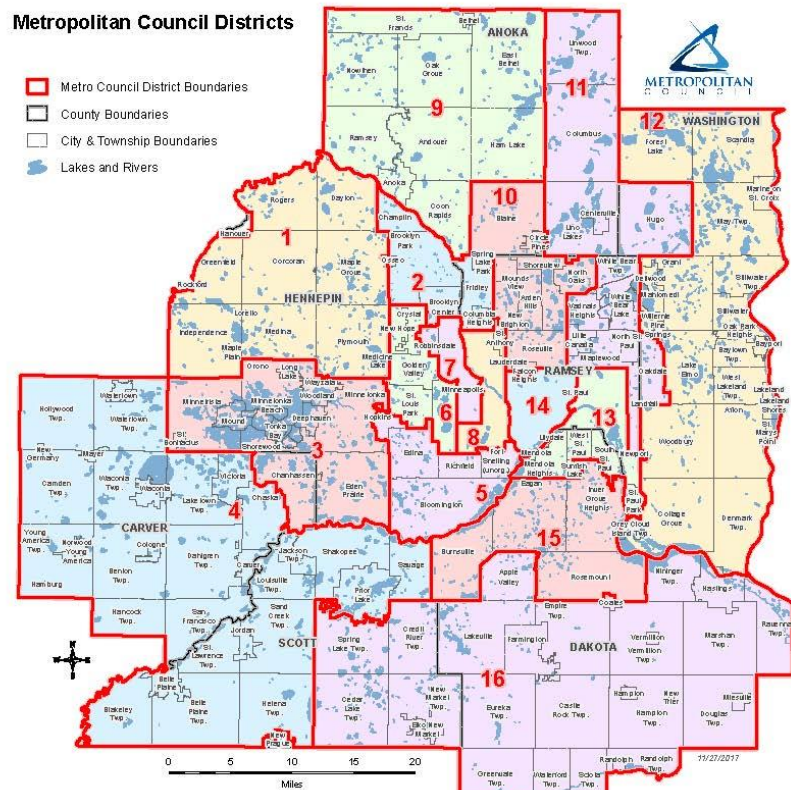 Metropolitan Council Districts
Metro Council District Boundaries
County Boundaries
City & Township Boundaries
Lakes and Rivers
METROPOLITAN
COUNCIL
ANOKA
St.
Francis
Bethel
Nowthen
Oak
Grove
East
Bethel
Linwood
Twp.
9
11
Ramsey
Andover
Ham Lake
Columbus
12
WASHINGTON
Forest
Lake
Scandia
Anoka
Coon
Rapids
10
Blaine
Circle
Pines
Centerville
Lino
Lakes
Hugo
Marine on
St. Croix
May Twp.
Rogers
Dayton
Champlin
Hanover
1
Corcoran
Greenfield
Maple
Grove
Osseo
Brooklyn
Park
2
Spring
Lake
Park
Fridley
Mounds
View
Shoreview
North
Oaks
White Bear
Twp.
Dellwood
Grant
Stillwater
Twp.
Rockford
HENNEPIN
Loretto
Independence
Medina
Maple
Plain
Plymouth
Medicine
Lake
Brooklyn
Center
Columbia
Heights
Crystal
New Hope
Robbinsdale
Golden
Valley
New
Brighton
Arden
Hills
Roseville
Vadnais
Heights
White
Bear
Lake
Mahtomedi
Willernie
Pine
Springs
Little
Canada
Maplewood
North St.
Paul
Stillwater
Oak Park
Heights
Bayport
Baytown
Twp.
Lake
Elmo
West
Lakeland
Twp.
Oakdale
Landfall
Lakeland
Lakeland
Shores
St.
Marys
Point
Afton
Woodbury
7
St.
Anthony
Lauderdale
Falcon
Heights
RAMSEY
Minneapolis
St.
Louis
Park
6
8
14
St. Paul
13
Orono
Long
Lake
Wayzata
Woodland
Minnetonka
Minnetrista
Minnetonka
Beach
Mound
Tonka
Bay
Deephaven
Shorewood
Hopkins
St.
Bonifacius
3
Chanhassen
Eden
Prairie
Edina
Richfield
Fort
Snelling
(unorg.)
Bloomington
5
Lilydale
Mendota
Mendota
Heights
West
St.
Paul
South
St.
Paul
Sunfish
Lake
Newport
St.
Paul
Park
Hollywood
Twp.
Watertown
Watertown
Twp.
New
Germany
Mayer
Camden
Twp.
Waconia
Twp.
Waconia
Victoria
Laketown
Twp.
Chaska
4
CARVER
Young
America
Twp.
Norwood
Young
America
Cologne
Benton
Twp.
Dahlgren
Twp.
Carver
Hamburg
Hancock
Twp.
San
Francisco
Twp.
Jackson
Twp.
Louisville
Twp.
Shakopee
Prior
Lake
Savage
Sand
Creek
Twp.
Jordan
St.
Lawrence
Twp.
SCOTT
Belle
Plaine
Belle
Plaine
Twp.
Blakeley
Twp.
Helena
Twp.
New
Prague
Spring
Lake Twp.
Credit
River
Twp.
Cedar
Lake
Twp.
New
Market
Twp.
Elko New
Market
Eagan
Inver
Grove
Heights
15
Burnsville
Apple
Valley
Rosemount
Coates
Grey Cloud
Island Twp.
Cottage
Grove
Denmark
Twp.
Nininger
Twp.
Hastings
Ravenna
Twp.
Lakeville
Farmington
Empire
Twp.
DAKOTA
Vermillion
Vermillion
Twp.
Marshan
Twp.
16
Eureka
Twp.
Castle
Rock Twp.
Hampton
New
Trier
Hampton
Twp.
Miesville
Douglas
Twp.
Greenvale
Twp.
Waterford
Twp.
Sciota
Twp.
Randolph
Randolph
Twp.
11/27/2017
0 5 10 15 20
Miles